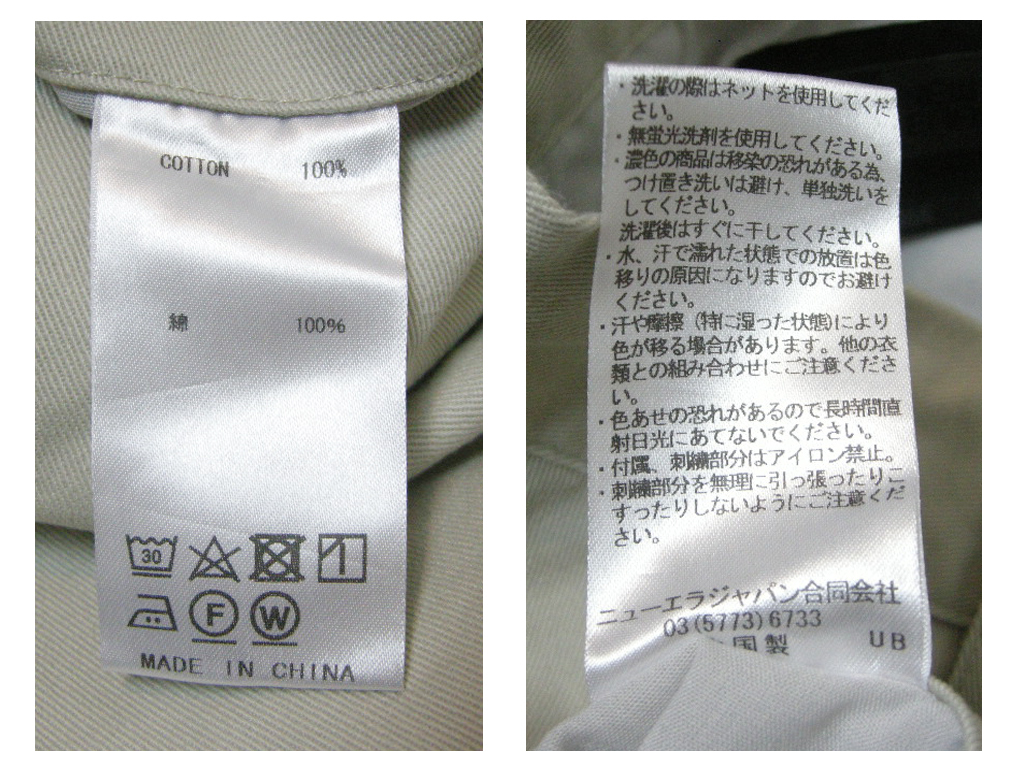 COTTON 100%
綿 100%
30
F W
MADE IN CHINA
・洗濯の際はネットを使用してくだ
さい。
・無蛍光洗剤を使用してください。
・濃色の商品は移染の恐れがある為、
つけ置き洗いは避け、単独洗いを
してください。
洗濯後はすぐに干してください。
・水、汗で濡れた状態での放置は色
移りの原因になりますのでお避け
ください。
・汗や摩擦（特に湿った状態）により
色が移る場合があります。他の衣
類との組み合わせにご注意くださ
い。
・色あせの恐れがあるので長時間直
射日光にあてないでください。
・付属、刺繍部分はアイロン禁止。
・刺繍部分を無理に引っ張ったりこ
すったりしないようにご注意くだ
さい。
ニューエラジャパン合同会社
03(5773)6733
国製 UB